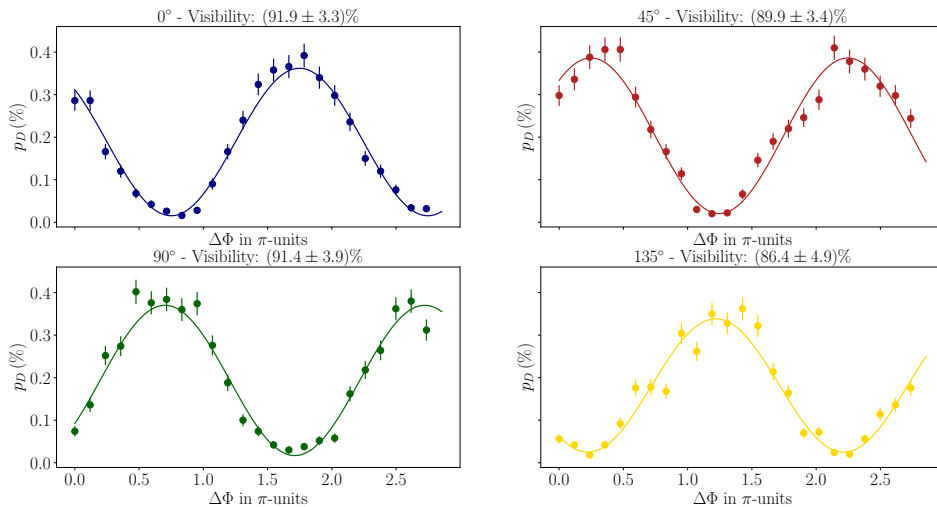 0° - Visibility: (91.9 ± 3.3)%
45° - Visibility: (89.9 ± 3.4)%
0.4
0.3
0.2
0.1
0.0
p_D (%)
p_D (%)
ΔΦ in π-units
ΔΦ in π-units
90° - Visibility: (91.4 ± 3.9)%
135° - Visibility: (86.4 ± 4.9)%
0.4
0.3
0.2
0.1
0.0
p_D (%)
p_D (%)
0.0 0.5 1.0 1.5 2.0 2.5
0.0 0.5 1.0 1.5 2.0 2.5
ΔΦ in π-units
ΔΦ in π-units